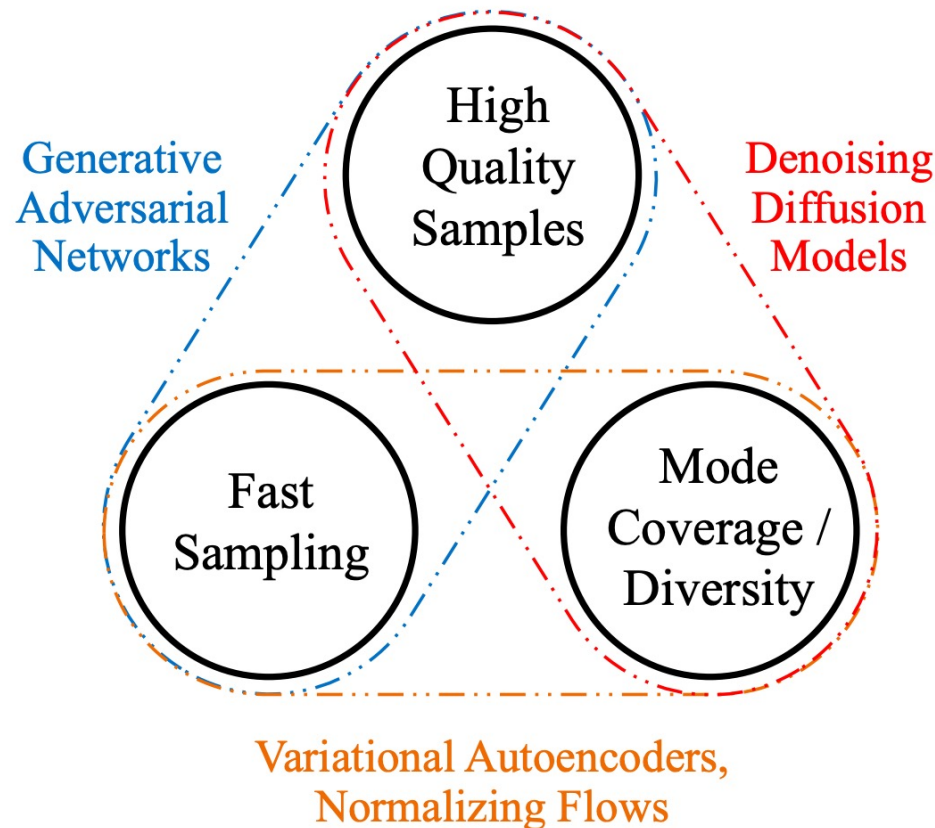 High
Quality
Samples
Generative
Adversarial
Networks
Denoising
Diffusion
Models
Fast
Sampling
Mode
Coverage /
Diversity
Variational Autoencoders,
Normalizing Flows